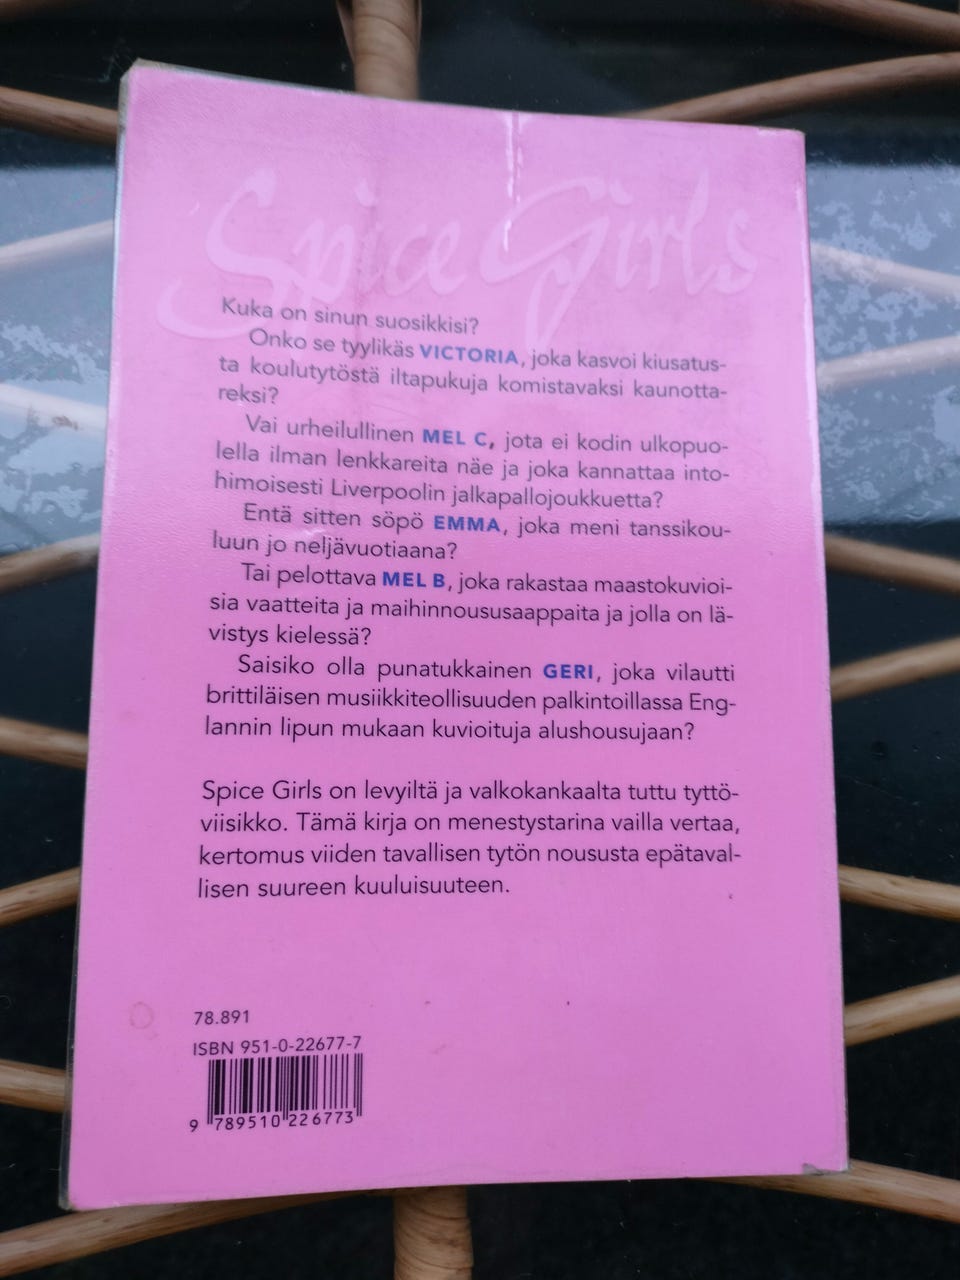 Spice Girls
Kuka on sinun suosikkisi?
Onko se tyylikäs VICTORIA, joka kasvoi kiusatus-
ta koulutytöstä iltapukuja komistavaksi kaunotta-
reksi?
Vai urheilullinen MEL C, jota ei kodin ulkopuo-
lella ilman lenkkareita näe ja joka kannattaa into-
himoisesti Liverpoolin jalkapallojoukkuetta?
Entä sitten söpö EMMA, joka meni tanssikou-
luun jo neljävuotiaana?
Tai pelottava MEL B, joka rakastaa maastokuvioi-
sia vaatteita ja maihinnoususaappaita ja jolla on lä-
vistys kielessä?
Saisiko olla punatukkainen GERI, joka vilautti
brittiläisen musiikkiteollisuuden palkintoillassa Eng-
lannin lipun mukaan kuvioituja alushousujaan?
Spice Girls on levyiltä ja valkokankaalta tuttu tyttö-
viisikko. Tämä kirja on menestystarina vailla vertaa,
kertomus viiden tavallisen tytön noususta epätaval-
lisen suureen kuuluisuuteen.
78.891
ISBN 951-0-22677-7
9 789510 226773